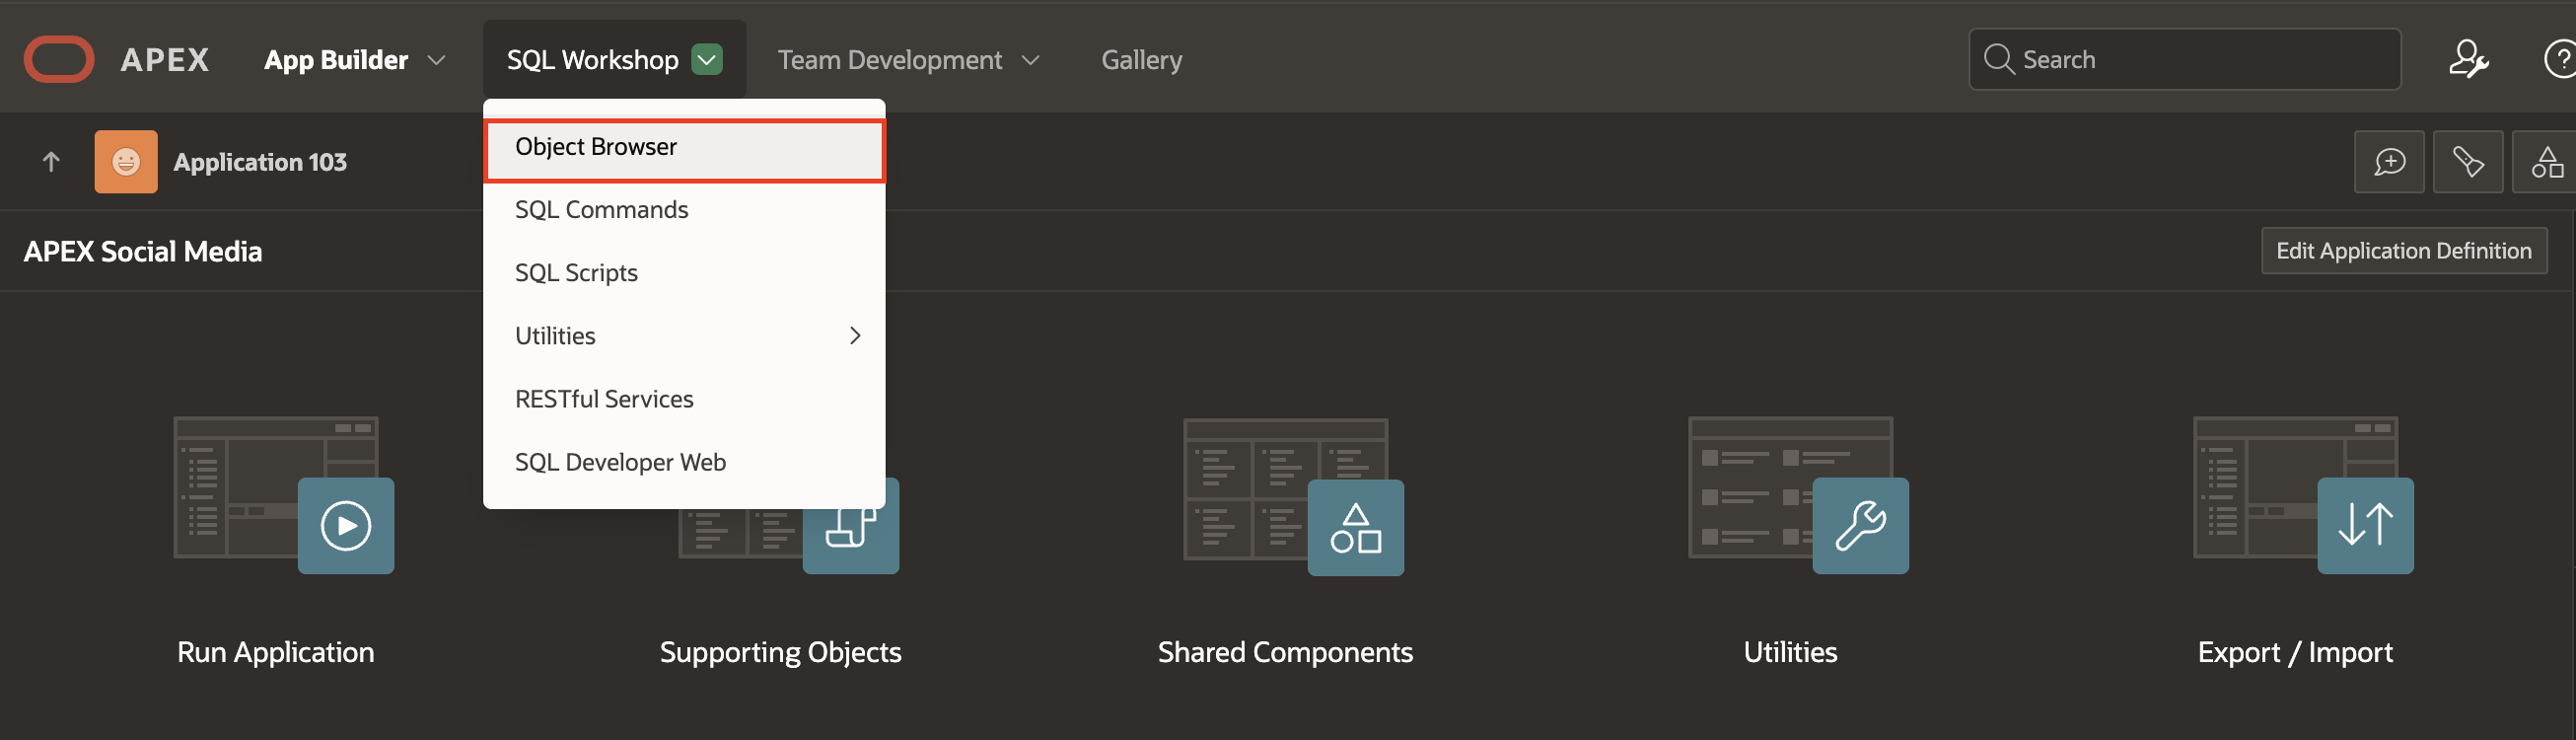 APEX App Builder SQL Workshop Team Development Gallery Search ?
Object Browser
SQL Commands
SQL Scripts
Utilities
RESTful Services
SQL Developer Web
Application 103
APEX Social Media Edit Application Definition
Run Application Supporting Objects Shared Components Utilities Export / Import